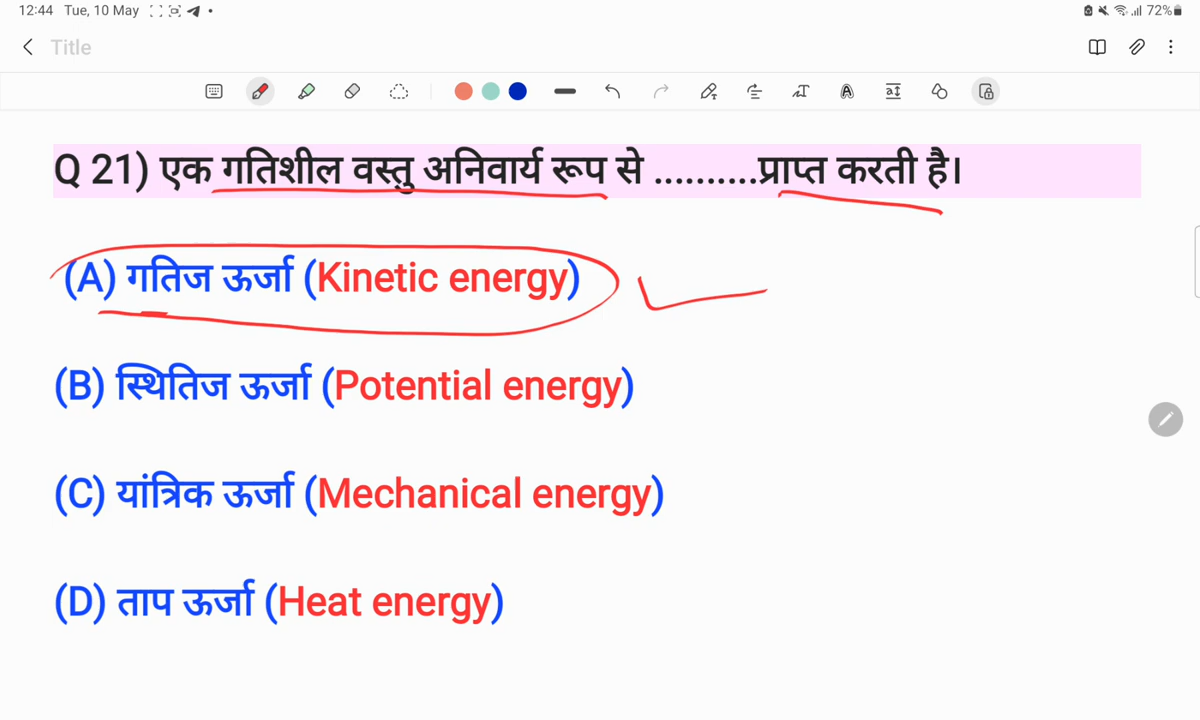 12:44 Tue, 10 May 72%
Title
Q 21) एक गतिशील वस्तु अनिवार्य रूप से ..........प्राप्त करती है।
(A) गतिज ऊर्जा (Kinetic energy)
(B) स्थितिज ऊर्जा (Potential energy)
(C) यांत्रिक ऊर्जा (Mechanical energy)
(D) ताप ऊर्जा (Heat energy)